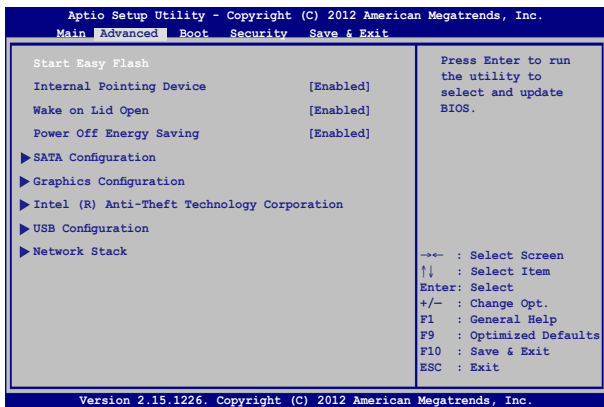 Aptio Setup Utility - Copyright (C) 2012 American Megatrends, Inc.
Main Advanced Boot Security Save & Exit
Start Easy Flash
Internal Pointing Device [Enabled]
Wake on Lid Open [Enabled]
Power Off Energy Saving [Enabled]
SATA Configuration
Graphics Configuration
Intel (R) Anti-Theft Technology Corporation
USB Configuration
Network Stack
Press Enter to run
the utility to
select and update
BIOS.
→← : Select Screen
↑↓ : Select Item
Enter: Select
+/— : Change Opt.
F1 : General Help
F9 : Optimized Defaults
F10 : Save & Exit
ESC : Exit
Version 2.15.1226. Copyright (C) 2012 American Megatrends, Inc.